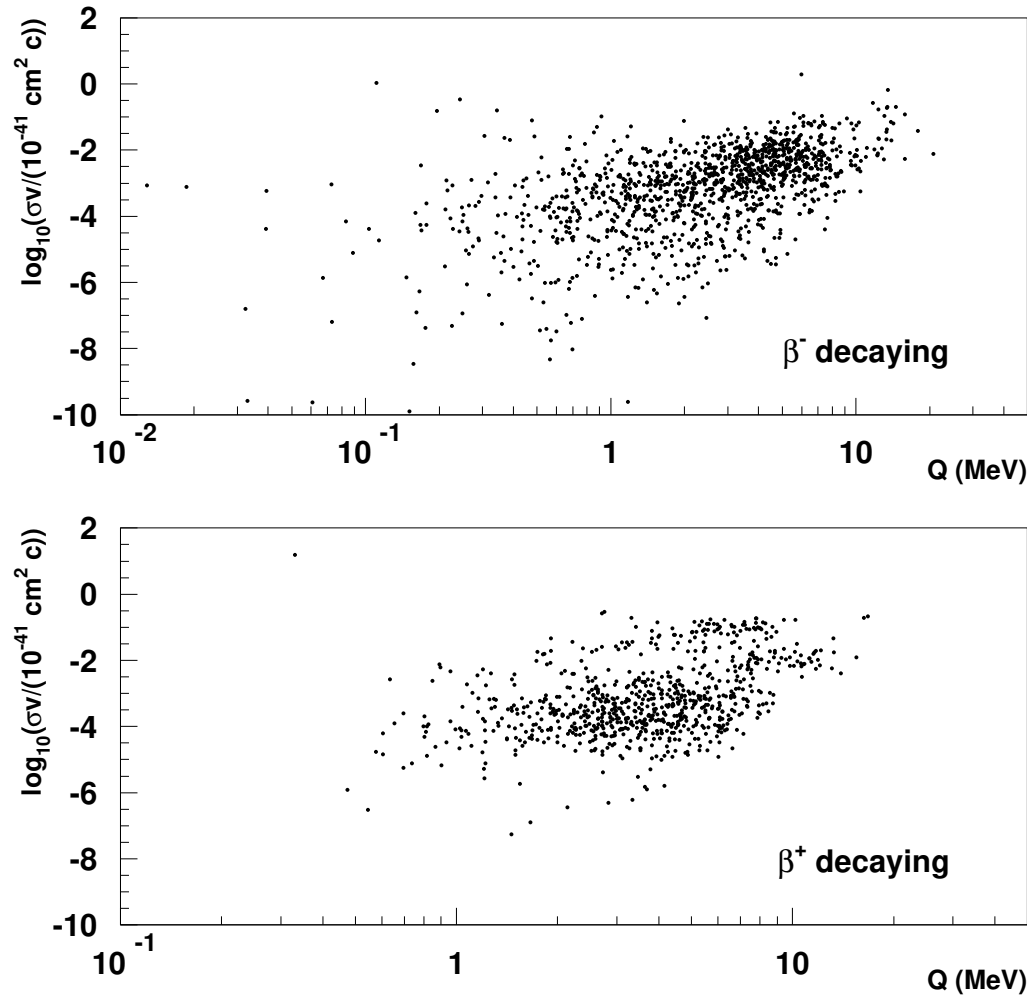 log₁₀(σv/(10⁻⁴¹ cm² c))
2
0
-2
-4
-6
-8
-10
β⁻ decaying
10⁻² 10⁻¹ 1 10
Q (MeV)
log₁₀(σv/(10⁻⁴¹ cm² c))
2
0
-2
-4
-6
-8
-10
β⁺ decaying
10⁻¹ 1 10
Q (MeV)